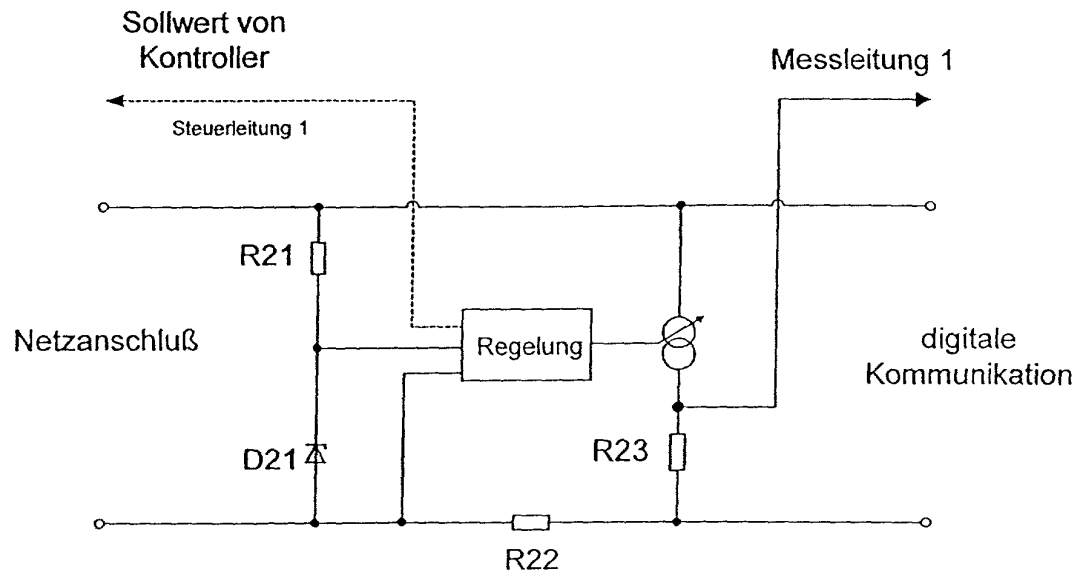 Sollwert von
Kontroller
Messleitung 1
Steuerleitung 1
R21
Netzanschluß
Regelung
digitale
Kommunikation
D21
R23
R22